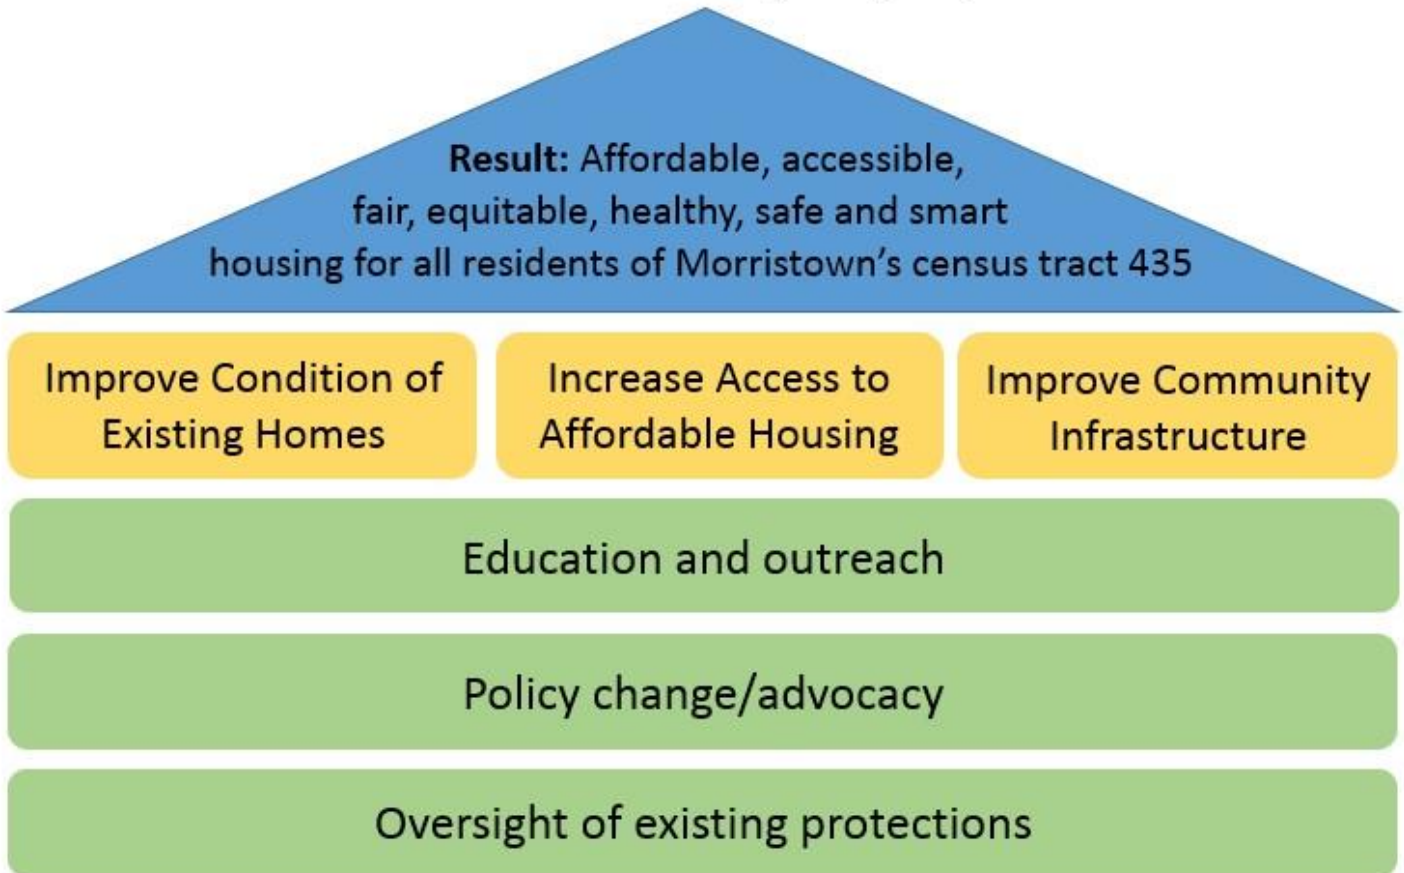 Result: Affordable, accessible,
fair, equitable, healthy, safe and smart
housing for all residents of Morristown’s census tract 435
Improve Condition of
Existing Homes
Increase Access to
Affordable Housing
Improve Community
Infrastructure
Education and outreach
Policy change/advocacy
Oversight of existing protections